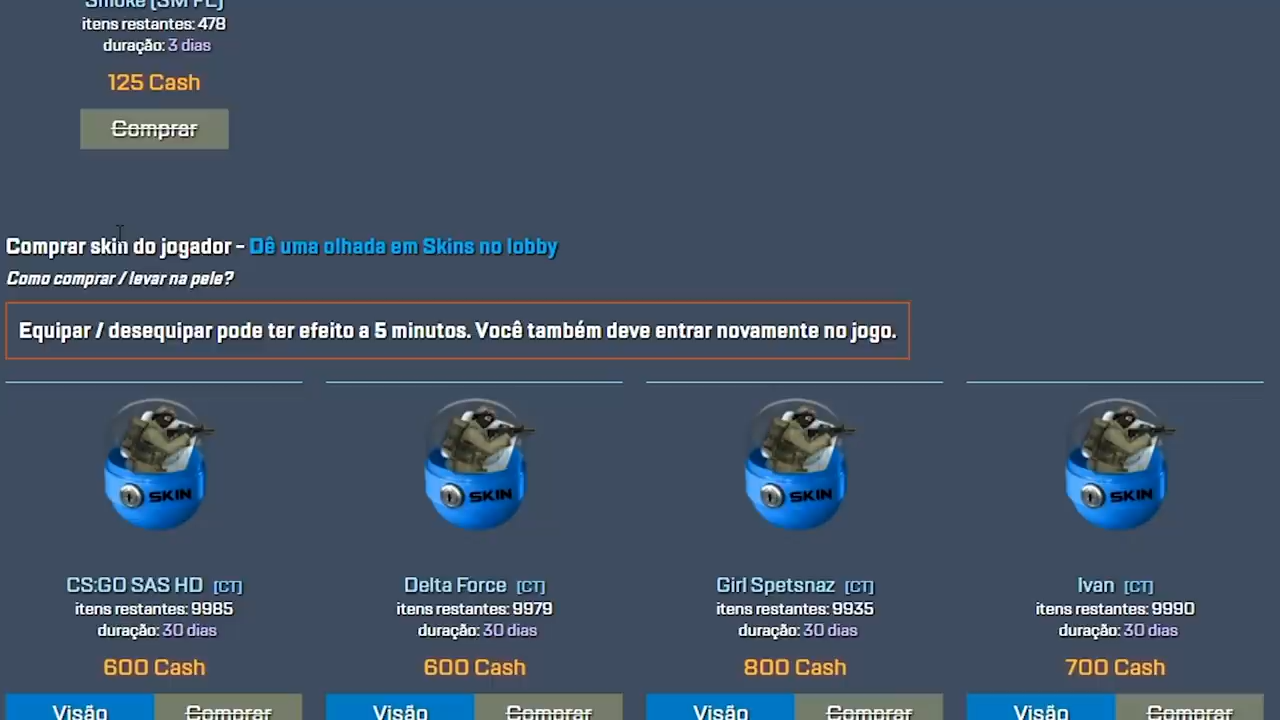 Smoke [SM PL]
itens restantes: 478
duração: 3 dias
125 Cash
Comprar
Comprar skin do jogador - Dê uma olhada em Skins no lobby
Como comprar / levar na pele?
Equipar / desequipar pode ter efeito a 5 minutos. Você também deve entrar novamente no jogo.
SKIN SKIN SKIN SKIN
CS:GO SAS HD [CT] Delta Force [CT] Girl Spetsnaz [CT] Ivan [CT]
itens restantes: 9985 itens restantes: 9979 itens restantes: 9935 itens restantes: 9990
duração: 30 dias duração: 30 dias duração: 30 dias duração: 30 dias
600 Cash 600 Cash 800 Cash 700 Cash
Visão Comprar Visão Comprar Visão Comprar Visão Comprar